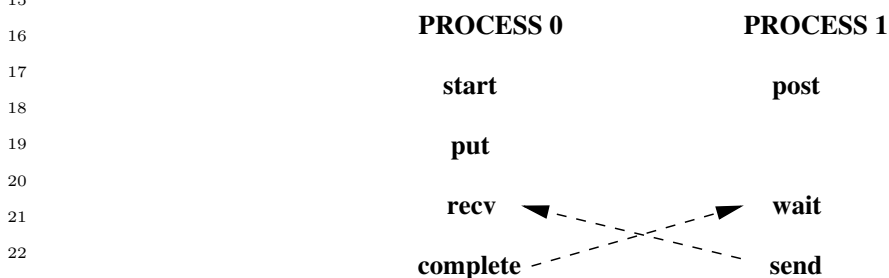 15
16 PROCESS 0 PROCESS 1
17 start post
18
19 put
20
21 recv wait
22 complete send